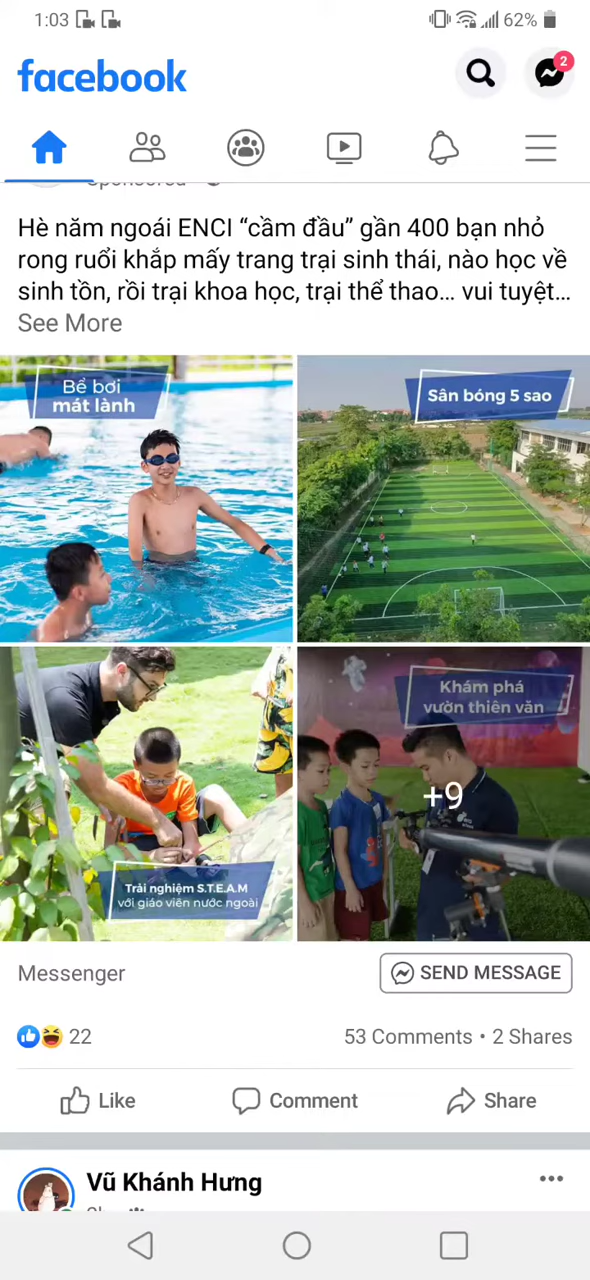 1:03
62%
facebook
2
Sponsored
Hè năm ngoái ENCI “cầm đầu” gần 400 bạn nhỏ
rong ruổi khắp mấy trang trại sinh thái, nào học về
sinh tồn, rồi trại khoa học, trại thể thao... vui tuyệt...
See More
Bể bơi
mát lành
Sân bóng 5 sao
Trải nghiệm S.T.E.A.M
với giáo viên nước ngoài
Khám phá
vườn thiên văn
+9
Messenger
SEND MESSAGE
22
53 Comments • 2 Shares
Like
Comment
Share
Vũ Khánh Hưng